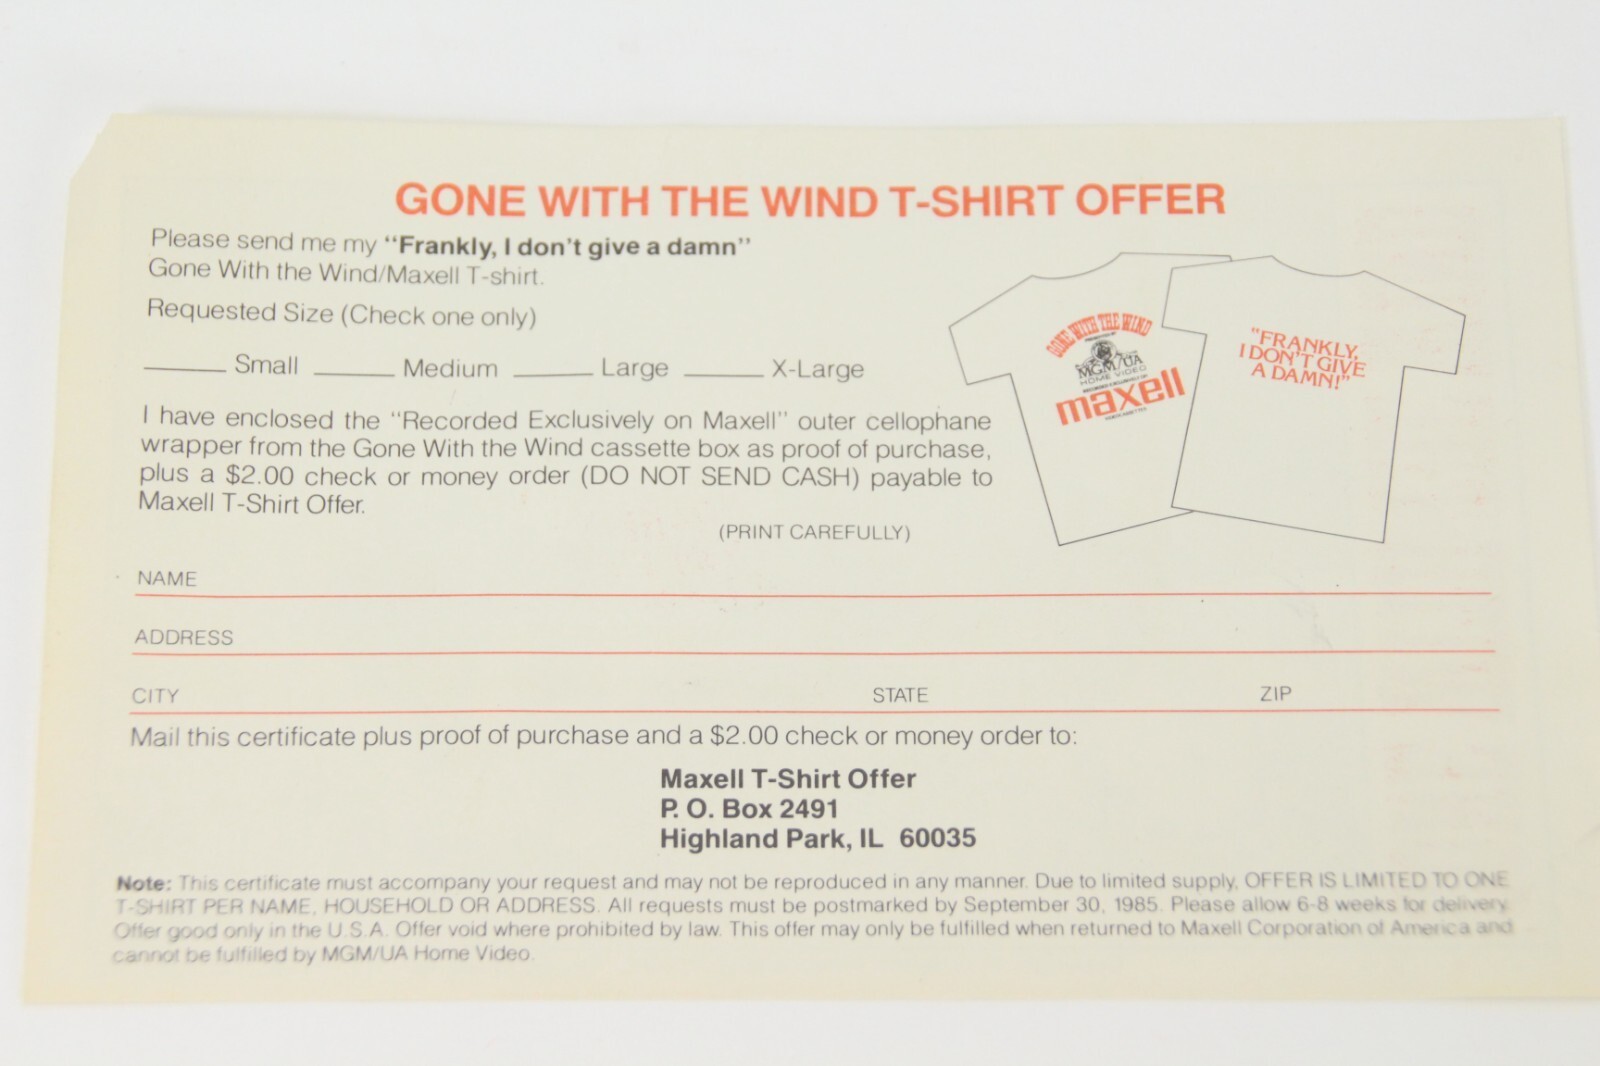 GONE WITH THE WIND T-SHIRT OFFER
Please send me my "Frankly, I don't give a damn"
Gone With the Wind/Maxell T-shirt.
Requested Size (Check one only)
______ Small ______ Medium ______ Large ______ X-Large
I have enclosed the "Recorded Exclusively on Maxell" outer cellophane
wrapper from the Gone With the Wind cassette box as proof of purchase,
plus a $2.00 check or money order (DO NOT SEND CASH) payable to
Maxell T-Shirt Offer.
GONE WITH THE WIND
MGM/UA
HOME VIDEO
maxell
"FRANKLY,
I DON'T GIVE
A DAMN!"
(PRINT CAREFULLY)
NAME
ADDRESS
CITY STATE ZIP
Mail this certificate plus proof of purchase and a $2.00 check or money order to:
Maxell T-Shirt Offer
P. O. Box 2491
Highland Park, IL 60035
Note: This certificate must accompany your request and may not be reproduced in any manner. Due to limited supply, OFFER IS LIMITED TO ONE
T-SHIRT PER NAME, HOUSEHOLD OR ADDRESS. All requests must be postmarked by September 30, 1985. Please allow 6-8 weeks for delivery.
Offer good only in the U.S.A. Offer void where prohibited by law. This offer may only be fulfilled when returned to Maxell Corporation of America and
cannot be fulfilled by MGM/UA Home Video.